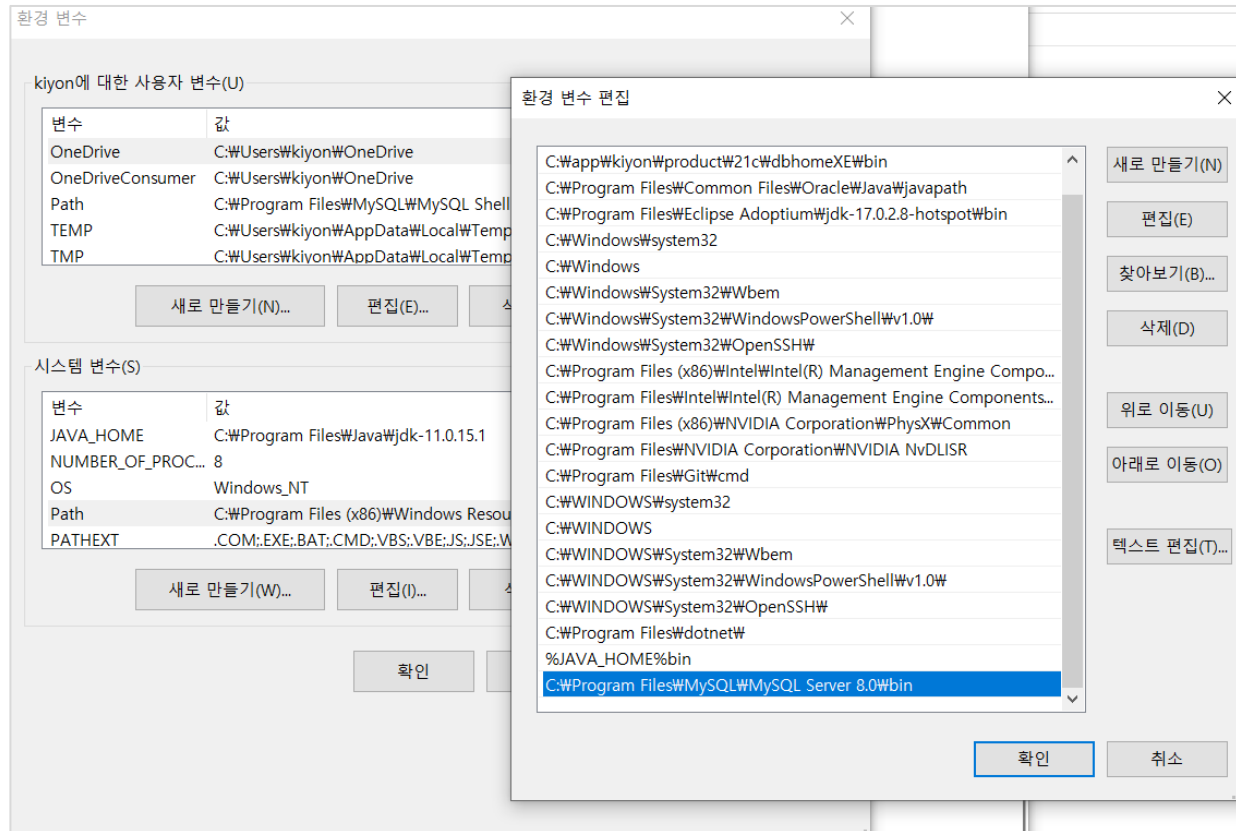 환경 변수
kiyon에 대한 사용자 변수(U)
변수 값
OneDrive C:₩Users₩kiyon₩OneDrive
OneDriveConsumer C:₩Users₩kiyon₩OneDrive
Path C:₩Program Files₩MySQL₩MySQL Shell
TEMP C:₩Users₩kiyon₩AppData₩Local₩Temp
TMP C:₩Users₩kiyon₩AppData₩Local₩Temp
새로 만들기(N)... 편집(E)...
시스템 변수(S)
변수 값
JAVA_HOME C:₩Program Files₩Java₩jdk-11.0.15.1
NUMBER_OF_PROC... 8
OS Windows_NT
Path C:₩Program Files (x86)₩Windows Resou
PATHEXT .COM;.EXE;.BAT;.CMD;.VBS;.VBE;.JS;.JSE;.W
새로 만들기(W)... 편집(I)...
확인
환경 변수 편집
C:₩app₩kiyon₩product₩21c₩dbhomeXE₩bin
C:₩Program Files₩Common Files₩Oracle₩Java₩javapath
C:₩Program Files₩Eclipse Adoptium₩jdk-17.0.2.8-hotspot₩bin
C:₩Windows₩system32
C:₩Windows
C:₩Windows₩System32₩Wbem
C:₩Windows₩System32₩WindowsPowerShell₩v1.0₩
C:₩Windows₩System32₩OpenSSH₩
C:₩Program Files (x86)₩Intel₩Intel(R) Management Engine Compo...
C:₩Program Files₩Intel₩Intel(R) Management Engine Components...
C:₩Program Files (x86)₩NVIDIA Corporation₩PhysX₩Common
C:₩Program Files₩NVIDIA Corporation₩NVIDIA NvDLISR
C:₩Program Files₩Git₩cmd
C:₩WINDOWS₩system32
C:₩WINDOWS
C:₩WINDOWS₩System32₩Wbem
C:₩WINDOWS₩System32₩WindowsPowerShell₩v1.0₩
C:₩WINDOWS₩System32₩OpenSSH₩
C:₩Program Files₩dotnet₩
%JAVA_HOME%bin
C:₩Program Files₩MySQL₩MySQL Server 8.0₩bin
새로 만들기(N)
편집(E)
찾아보기(B)...
삭제(D)
위로 이동(U)
아래로 이동(O)
텍스트 편집(T)...
확인 취소